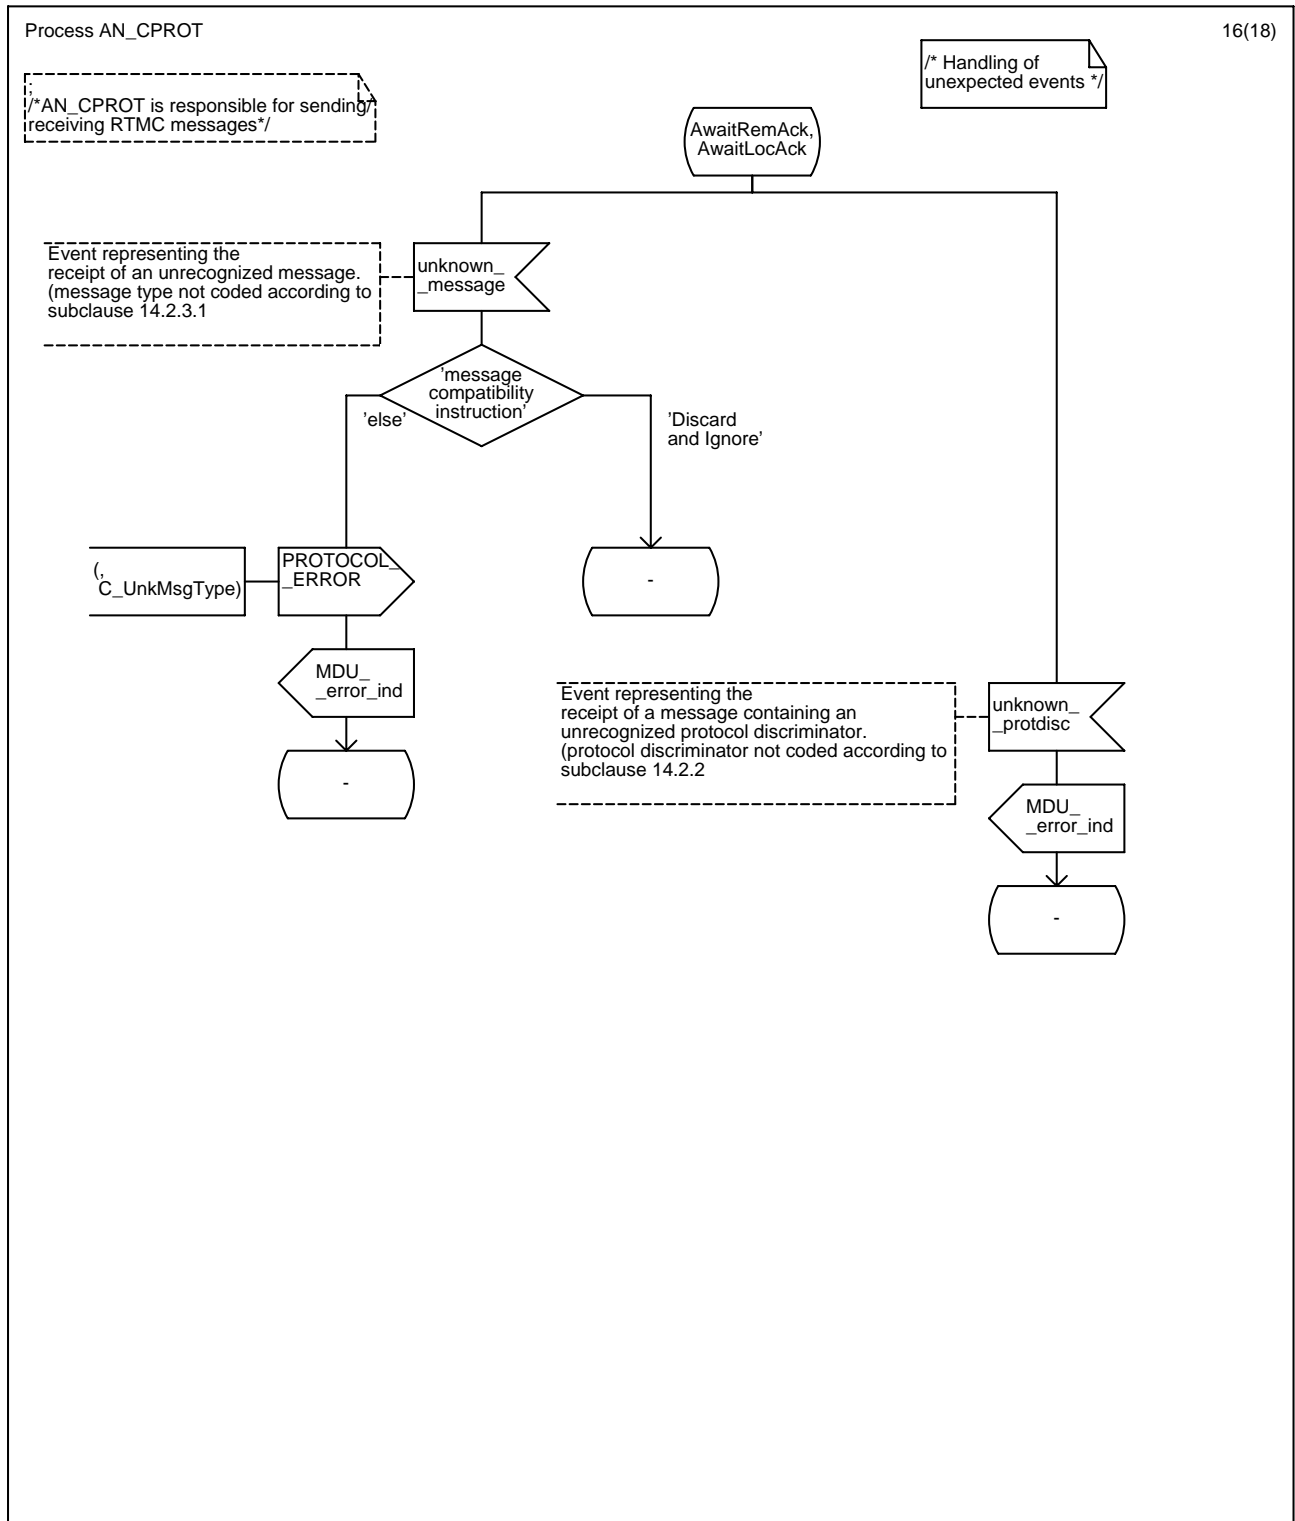 Process AN_CPROT
16(18)
/* Handling of
unexpected events */
;
/*AN_CPROT is responsible for sending/
receiving RTMC messages*/
AwaitRemAck,
AwaitLocAck
Event representing the
receipt of an unrecognized message.
(message type not coded according to
subclause 14.2.3.1
unknown_
_message
'message
compatibility
instruction'
'else'
'Discard
and Ignore'
(,
C_UnkMsgType)
PROTOCOL_
_ERROR
-
MDU_
_error_ind
-
Event representing the
receipt of a message containing an
unrecognized protocol discriminator.
(protocol discriminator not coded according to
subclause 14.2.2
unknown_
_protdisc
MDU_
_error_ind
-